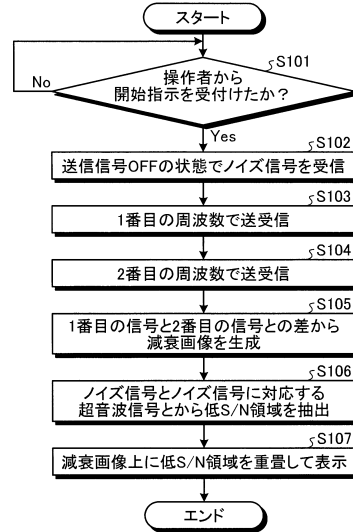 スタート
S101
操作者から
開始指示を受付けたか？
No
Yes
S102
送信信号OFFの状態でノイズ信号を受信
S103
1番目の周波数で送受信
S104
2番目の周波数で送受信
S105
1番目の信号と2番目の信号との差から
減衰画像を生成
S106
ノイズ信号とノイズ信号に対応する
超音波信号とから低S/N領域を抽出
S107
減衰画像上に低S/N領域を重畳して表示
エンド